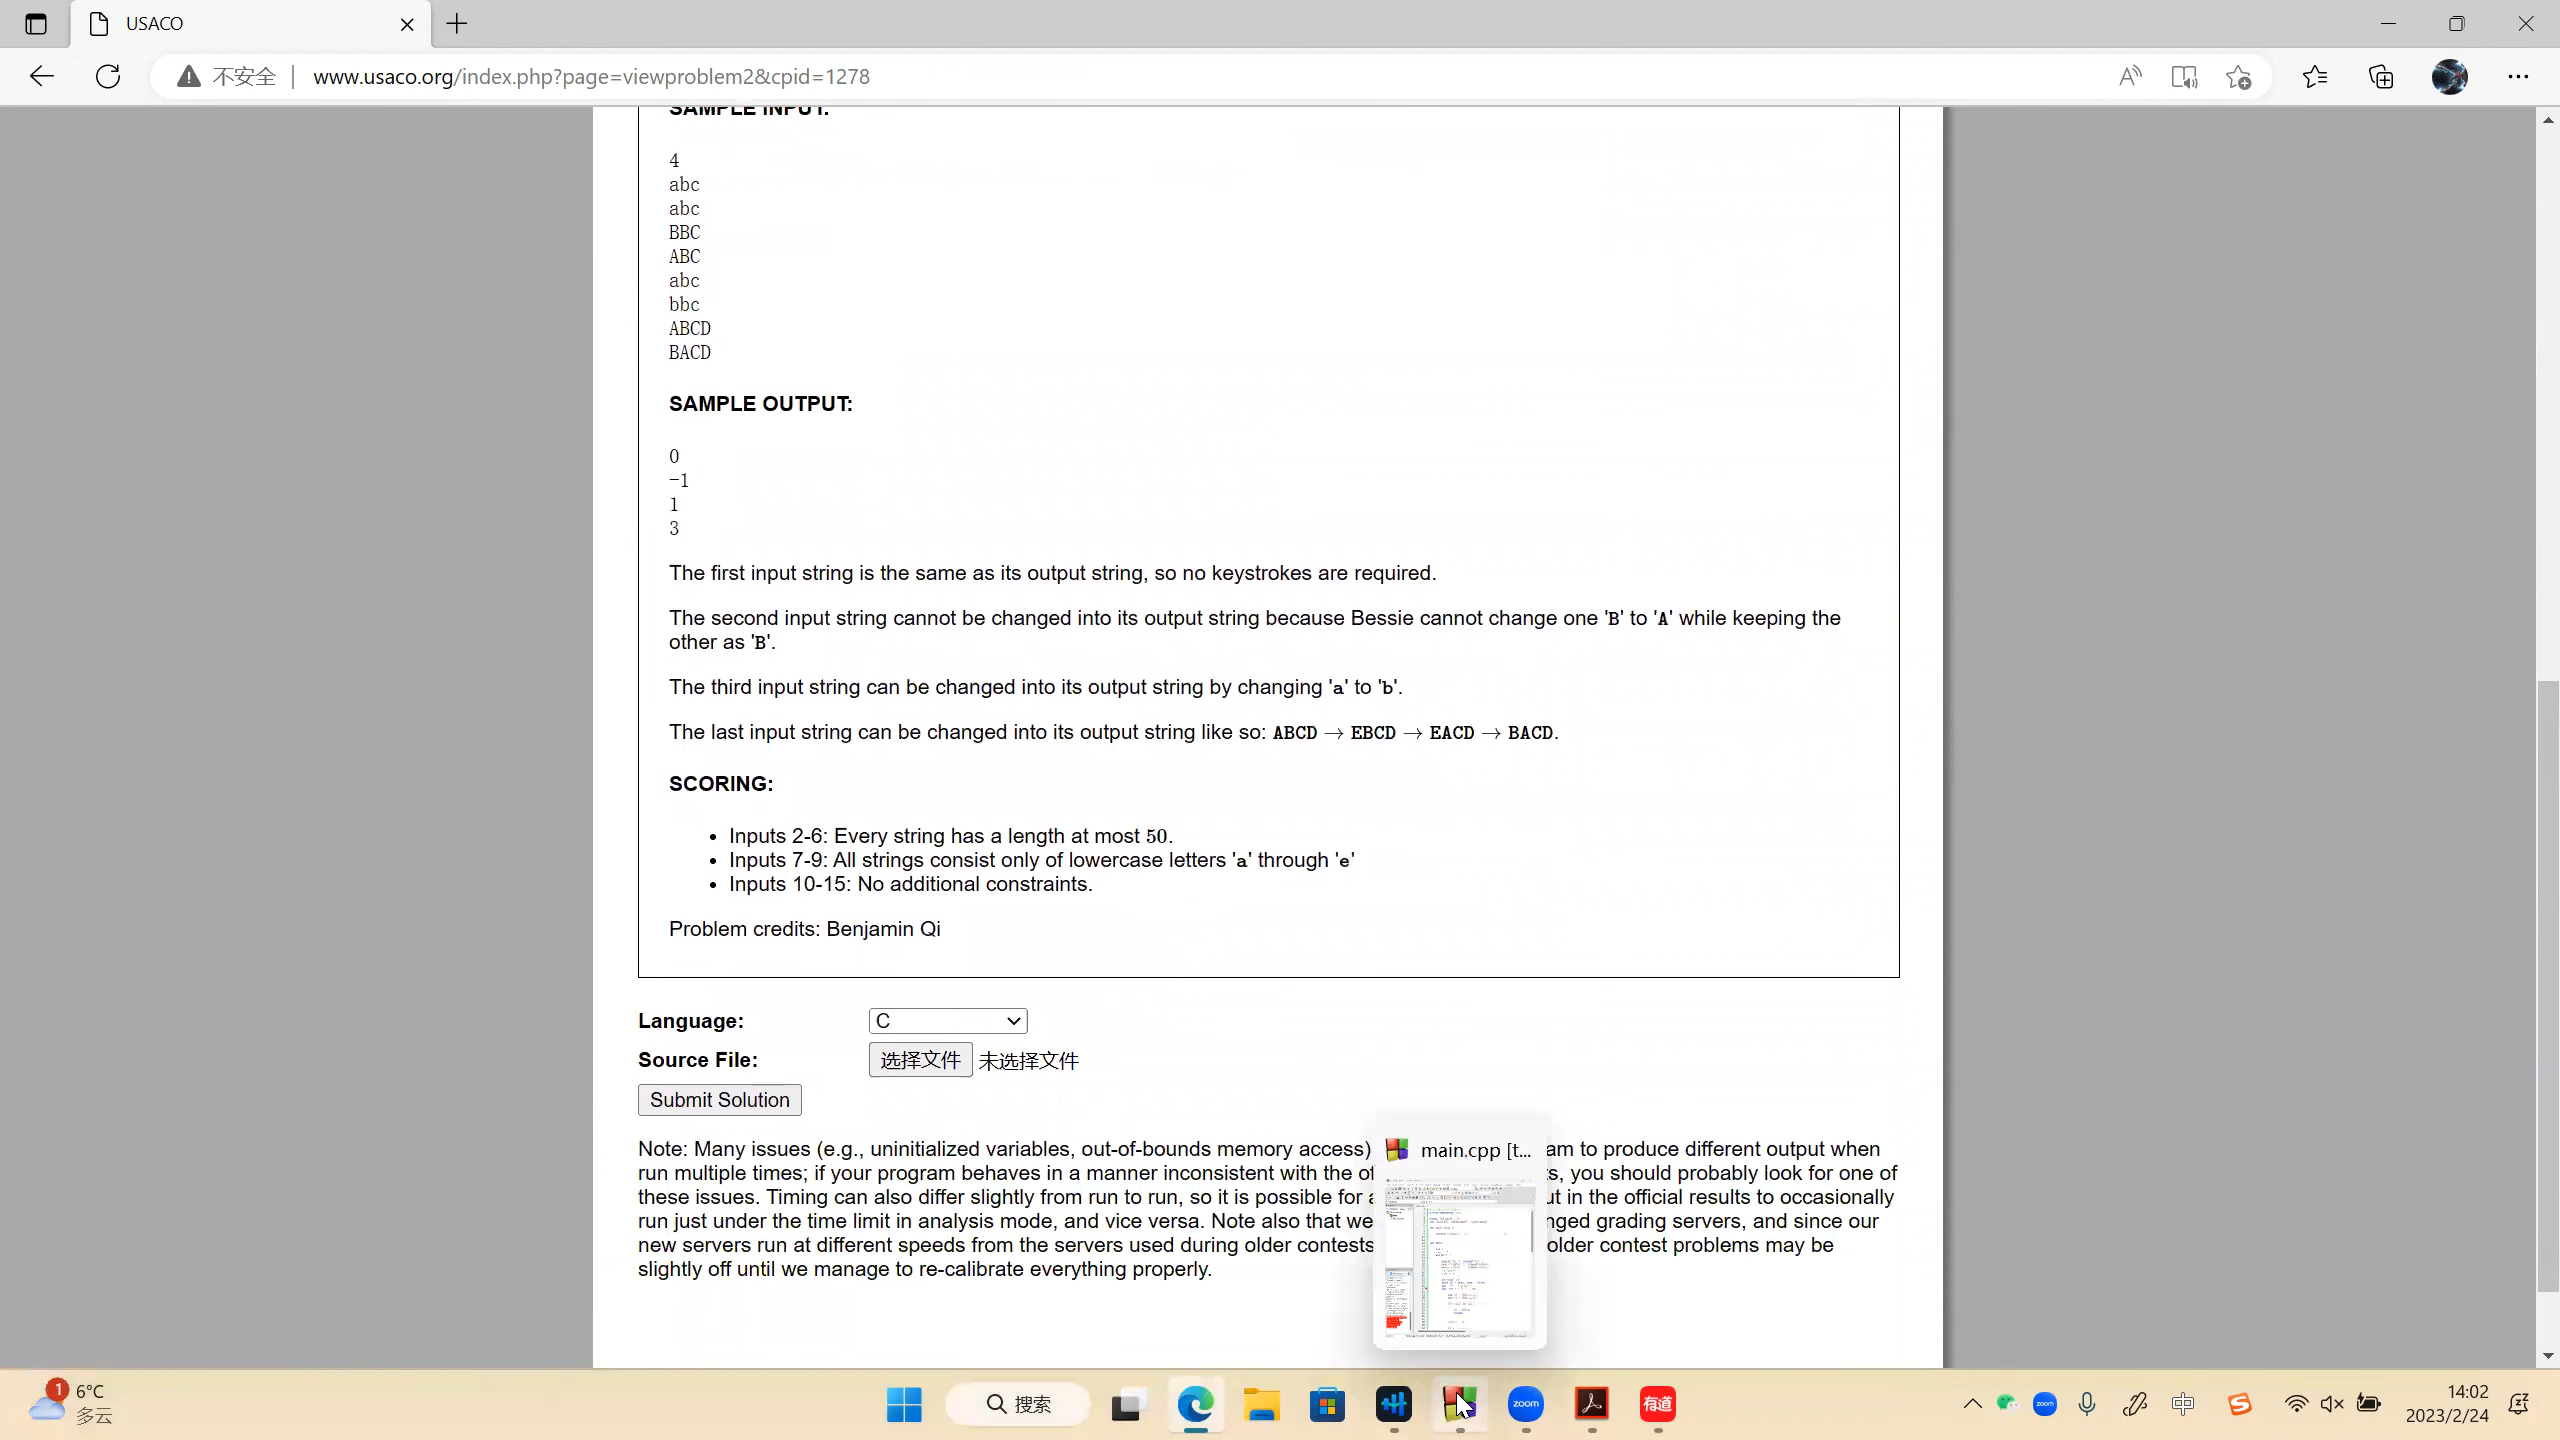 USACO
不安全
www.usaco.org/index.php?page=viewproblem2&cpid=1278
SAMPLE INPUT:
4
abc
abc
BBC
ABC
abc
bbc
ABCD
BACD
SAMPLE OUTPUT:
0
-1
1
3
The first input string is the same as its output string, so no keystrokes are required.
The second input string cannot be changed into its output string because Bessie cannot change one 'B' to 'A' while keeping the
other as 'B'.
The third input string can be changed into its output string by changing 'a' to 'b'.
The last input string can be changed into its output string like so: ABCD → EBCD → EACD → BACD.
SCORING:
• Inputs 2-6: Every string has a length at most 50.
• Inputs 7-9: All strings consist only of lowercase letters 'a' through 'e'
• Inputs 10-15: No additional constraints.
Problem credits: Benjamin Qi
Language: C
Source File: 选择文件 未选择文件
Submit Solution
Note: Many issues (e.g., uninitialized variables, out-of-bounds memory access) am to produce different output when
run multiple times; if your program behaves in a manner inconsistent with the of s, you should probably look for one of
these issues. Timing can also differ slightly from run to run, so it is possible for a ut in the official results to occasionally
run just under the time limit in analysis mode, and vice versa. Note also that we nged grading servers, and since our
new servers run at different speeds from the servers used during older contests older contest problems may be
slightly off until we manage to re-calibrate everything properly.
main.cpp [t...
1
6°C
多云
搜索
zoom
有道
zoom
中
14:02
2023/2/24